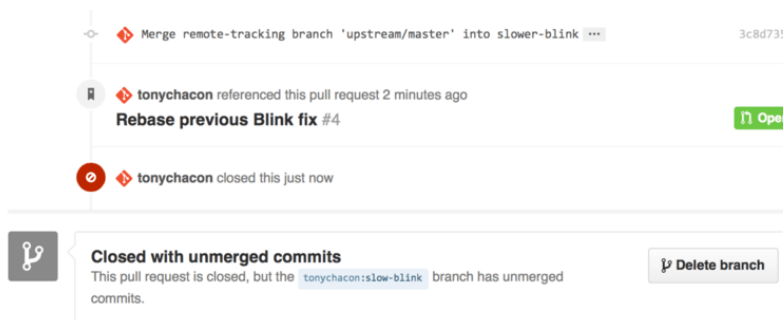 Merge remote-tracking branch 'upstream/master' into slower-blink ... 3c8d735
tonychacon referenced this pull request 2 minutes ago
Rebase previous Blink fix #4
tonychacon closed this just now
Closed with unmerged commits
Delete branch
This pull request is closed, but the tonychacon:slow-blink branch has unmerged
commits.